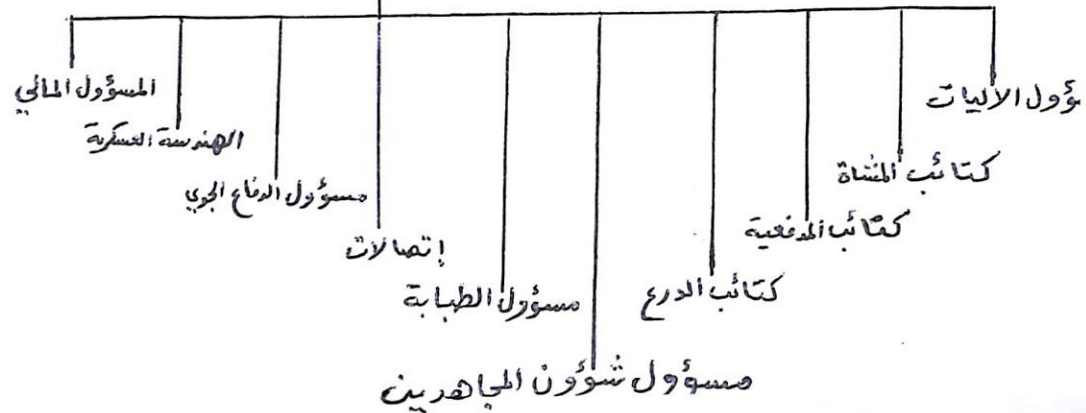 ؤول الآليات
كتائب المشاة
كتائب المدفعية
كتائب الدرع
مسؤول شؤون المجاهدين
مسؤول الطبابة
إتصالات
مسؤول الدفاع الجوي
الهندسة العسكرية
المسؤول المالي